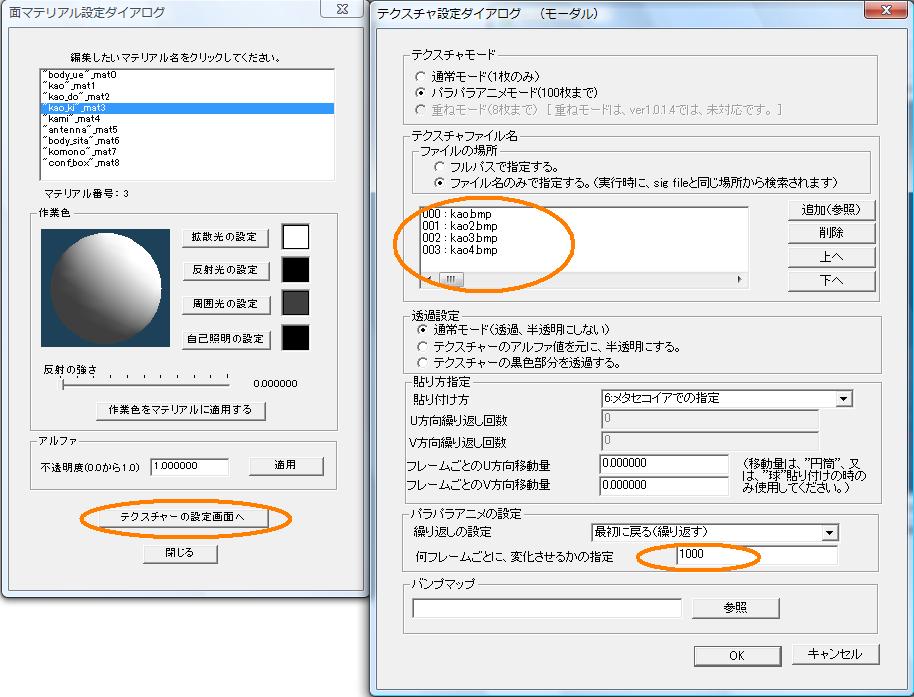 面マテリアル設定ダイアログ
編集したいマテリアル名をクリックしてください。
"body_ue"_mat0
"kao"_mat1
"kao_do"_mat2
"kao_ki"_mat3
"kami"_mat4
"antenna"_mat5
"body_sita"_mat6
"komono"_mat7
"conf_box"_mat8
マテリアル番号：3
作業色
拡散光の設定
反射光の設定
周囲光の設定
自己照明の設定
反射の強さ
0.000000
作業色をマテリアルに適用する
アルファ
不透明度(0.0から1.0)
1.000000
適用
テクスチャーの設定画面へ
閉じる
テクスチャ設定ダイアログ （モーダル）
テクスチャモード
通常モード(1枚のみ)
パラパラアニメモード(100枚まで)
重ねモード(8枚まで) [ 重ねモードは、ver1.0.1.4では、未対応です。]
テクスチャファイル名
ファイルの場所
フルパスで指定する。
ファイル名のみで指定する。(実行時に、sig fileと同じ場所から検索されます)
000 : kao.bmp
001 : kao2.bmp
002 : kao3.bmp
003 : kao4.bmp
追加(参照)
削除
上へ
下へ
透過設定
通常モード(透過、半透明にしない)
テクスチャーのアルファ値を元に、半透明にする。
テクスチャーの黒色部分を透過する。
貼り方指定
貼り付け方
6:メタセコイアでの指定
U方向繰り返し回数
0
V方向繰り返し回数
0
フレームごとのU方向移動量
0.000000
フレームごとのV方向移動量
0.000000
(移動量は、"円筒"、又
は、"球"貼り付けの時の
み使用してください。)
パラパラアニメの設定
繰り返しの設定
最初に戻る(繰り返す)
何フレームごとに、変化させるかの指定
1000
バンプマップ
参照
OK
キャンセル